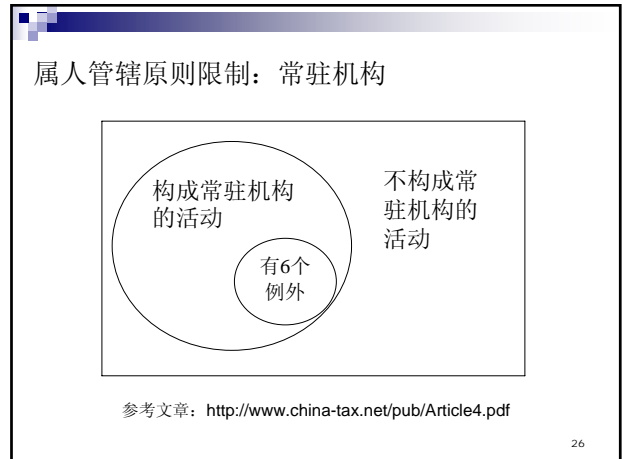 属人管辖原则限制：常驻机构
构成常驻机构
的活动
有6个
例外
不构成常
驻机构的
活动
参考文章：http://www.china-tax.net/pub/Article4.pdf
26